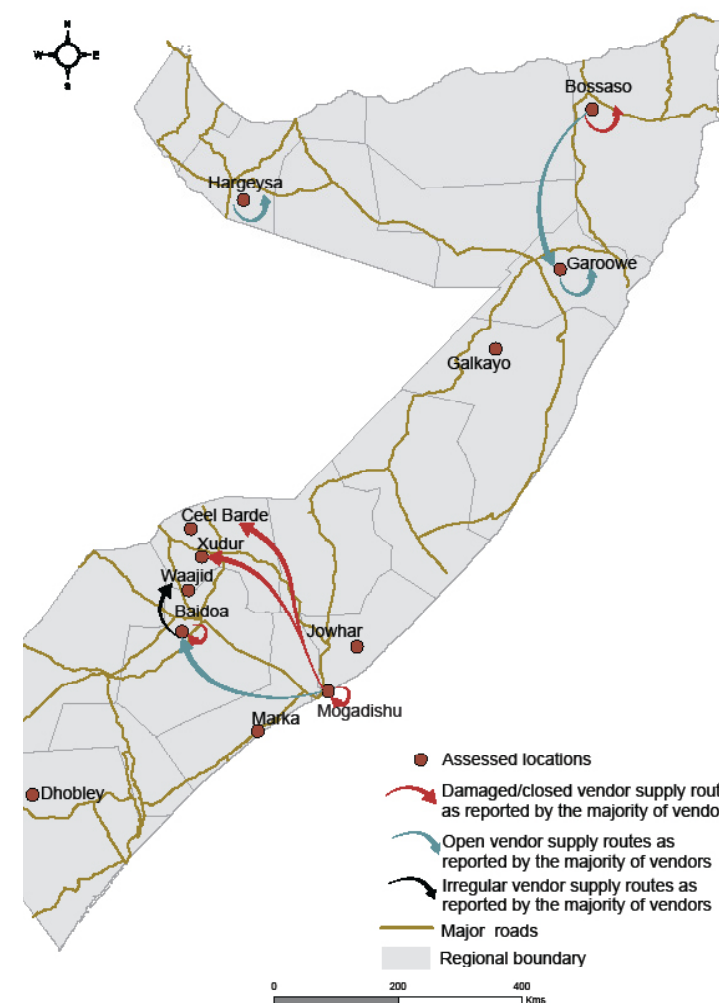 N
W E
S
Bossaso
Hargeysa
Garoowe
Galkayo
Ceel Barde
Xudur
Waajid
Baidoa
Jowhar
Mogadishu
Marka
Dhobley
Assessed locations
Damaged/closed vendor supply rout
as reported by the majority of vendo
Open vendor supply routes as
reported by the majority of vendors
Irregular vendor supply routes as
reported by the majority of vendors
Major roads
Regional boundary
0 200 400
Kms